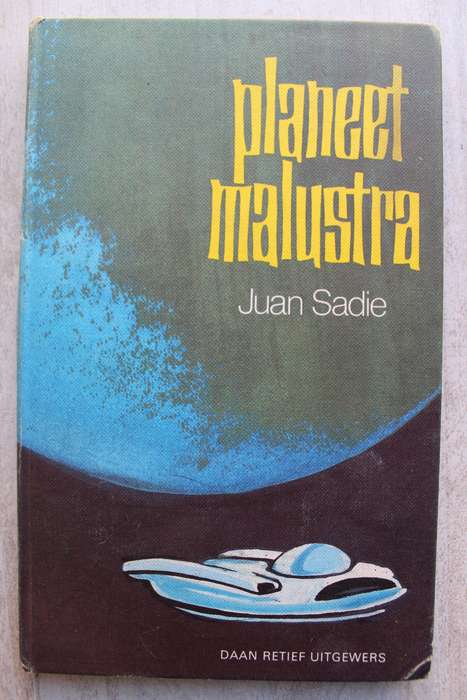 planeet
malustra
Juan Sadie
DAAN RETIEF UITGEWERS